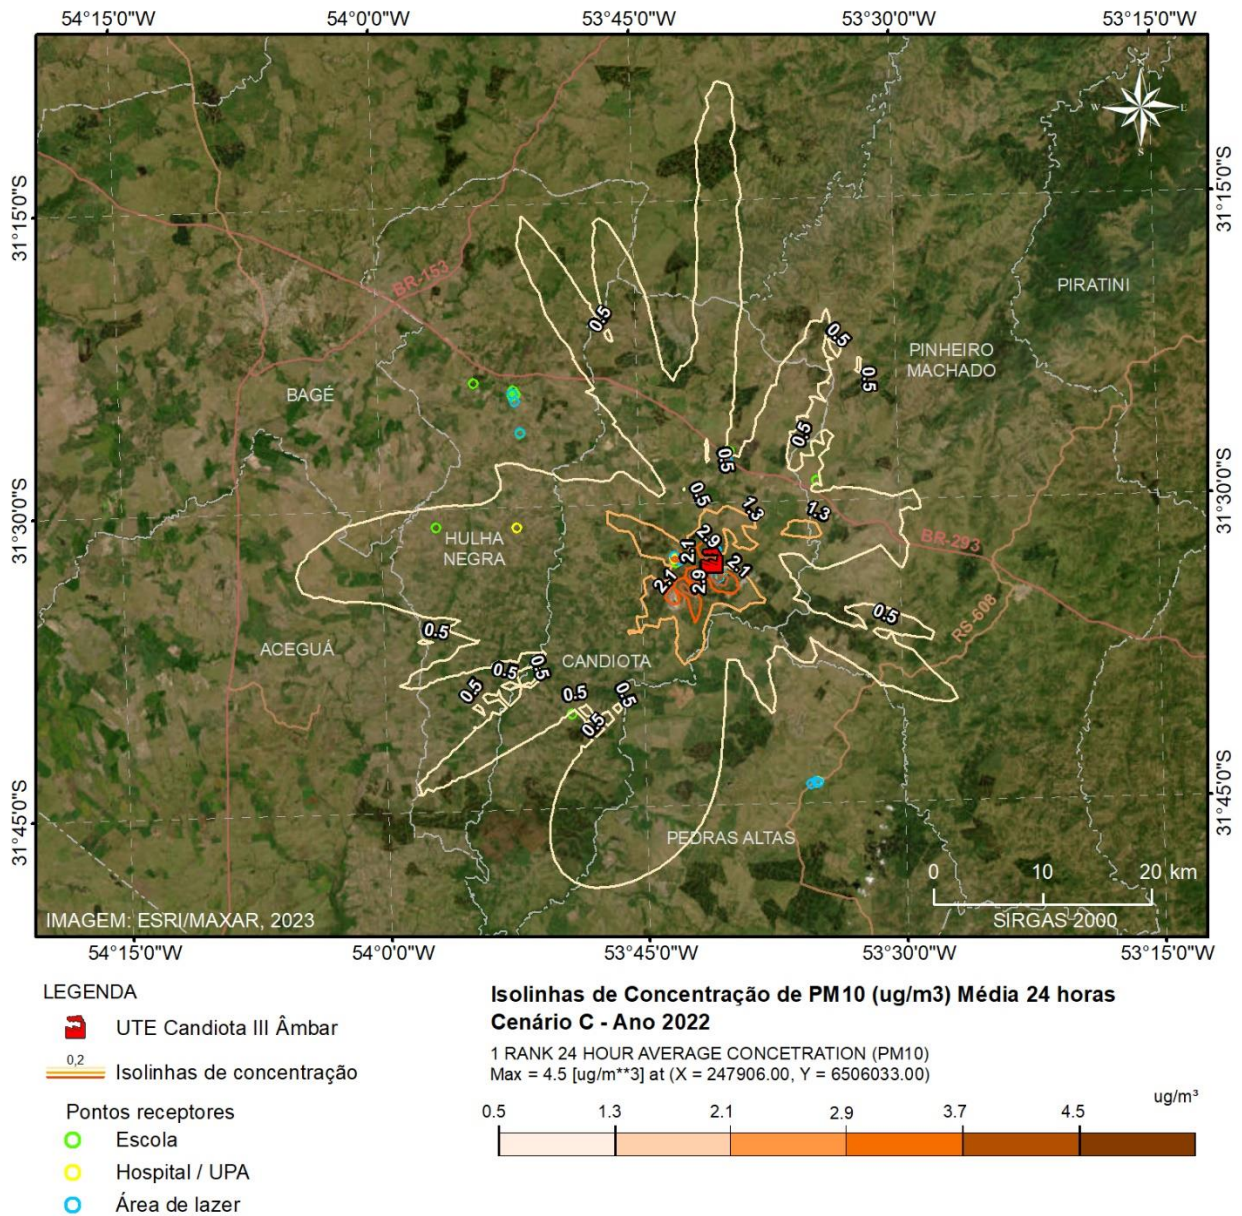 54°15'0"W 54°0'0"W 53°45'0"W 53°30'0"W 53°15'0"W
31°15'0"S
31°15'0"S
BR-153
PIRATINI
0.5
0.5
PINHEIRO
MACHADO
0.5
BAGÉ
0.5
0.5
31°30'0"S
31°30'0"S
0.5
1.3
1.3
HULHA
NEGRA
2.9
2.1
1
2.1
BR-293
2.1
2.9
0.5
RS-608
0.5
ACEGUÁ
CANDIOTA
0.5
0.5
0.5
0.5
0.5
0.5
31°45'0"S
31°45'0"S
PEDRAS ALTAS
0 10 20 km
IMAGEM: ESRI/MAXAR, 2023
SIRGAS 2000
54°15'0"W 54°0'0"W 53°45'0"W 53°30'0"W 53°15'0"W
N
W E
S
LEGENDA
UTE Candiota III Âmbar
0,2
Isolinhas de concentração
Pontos receptores
Escola
Hospital / UPA
Área de lazer
Isolinhas de Concentração de PM10 (ug/m3) Média 24 horas
Cenário C - Ano 2022
1 RANK 24 HOUR AVERAGE CONCETRATION (PM10)
Max = 4.5 [ug/m**3] at (X = 247906.00, Y = 6506033.00)
ug/m³
0.5 1.3 2.1 2.9 3.7 4.5